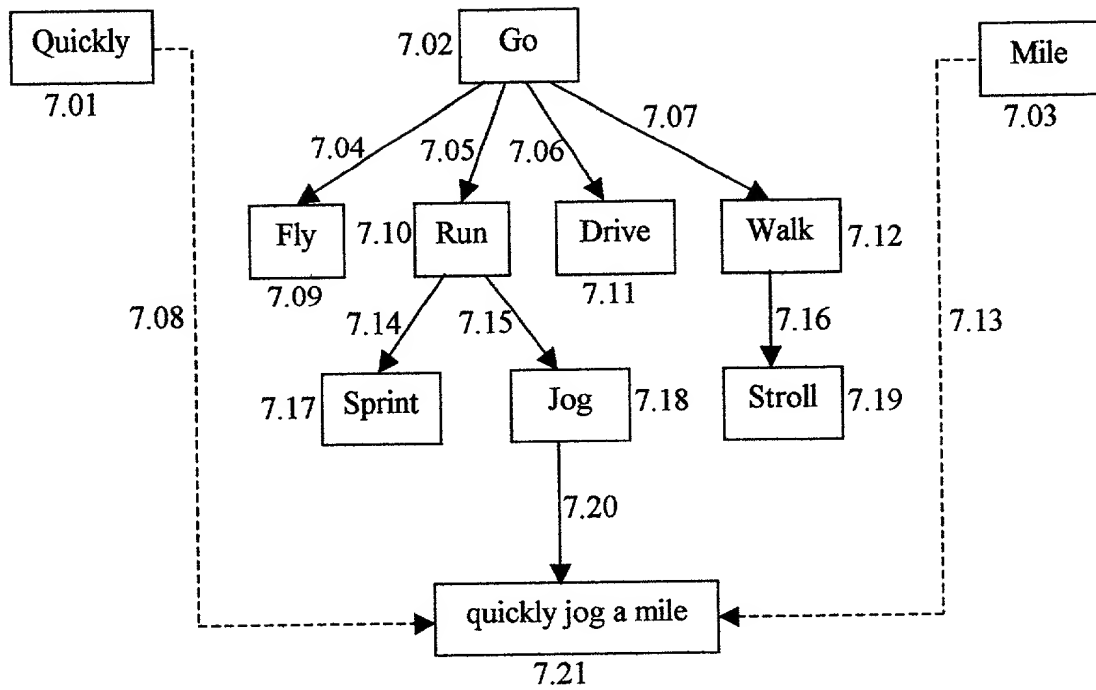 Quickly
7.01
7.02
Go
Mile
7.03
7.04
7.05
7.06
7.07
Fly
7.09
7.10
Run
Drive
7.11
Walk
7.12
7.08
7.13
7.14
7.15
7.16
7.17
Sprint
Jog
7.18
Stroll
7.19
7.20
quickly jog a mile
7.21